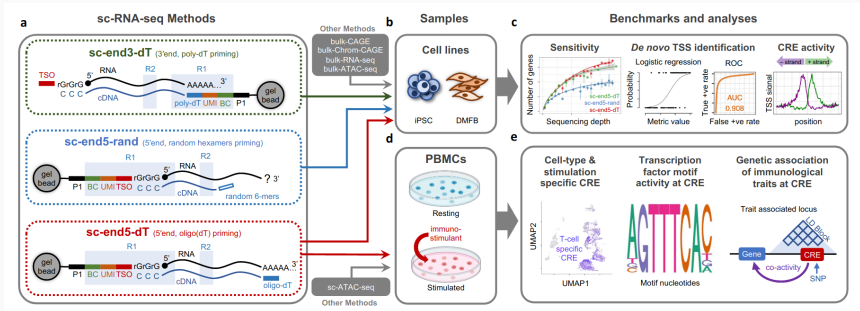 sc-RNA-seq Methods
Samples
Benchmarks and analyses
a
sc-end3-dT (3'end, poly-dT priming)
TSO
rGrGrG
C C C
5'
RNA
cDNA
R2
R1
AAAAA...3'
poly-dT UMI BC P1
gel
bead
sc-end5-rand (5'end, random hexamers priming)
gel
bead
P1 BC UMI TSO
R1
5'
rGrGrG
C C C
RNA
R2
cDNA
? 3'
random 6-mers
sc-end5-dT (5'end, oligo(dT) priming)
gel
bead
P1 BC UMI TSO
R1
5'
rGrGrG
C C C
RNA
R2
cDNA
AAAAA...3'
oligo-dT
Other Methods
bulk-CAGE
bulk-Chrom-CAGE
bulk-RNA-seq
bulk-ATAC-seq
sc-ATAC-seq
Other Methods
b
Cell lines
iPSC
DMFB
d
PBMCs
Resting
immuno-
stimulant
Stimulated
c
Sensitivity
Number of genes
sc-end5-dT
sc-end5-rand
sc-end3-dT
Sequencing depth
De novo TSS identification
Logistic regression
Probability
Metric value
ROC
True +ve rate
AUC
0.908
False +ve rate
CRE activity
- strand
+ strand
TSS signal
position
e
Cell-type &
stimulation
specific CRE
UMAP2
T-cell
specific
CRE
UMAP1
Transcription
factor motif
activity at CRE
AGTTTCAC
Motif nucleotides
Genetic association
of immunological
traits at CRE
Trait associated locus
LD Block
Gene
CRE
co-activity
SNP